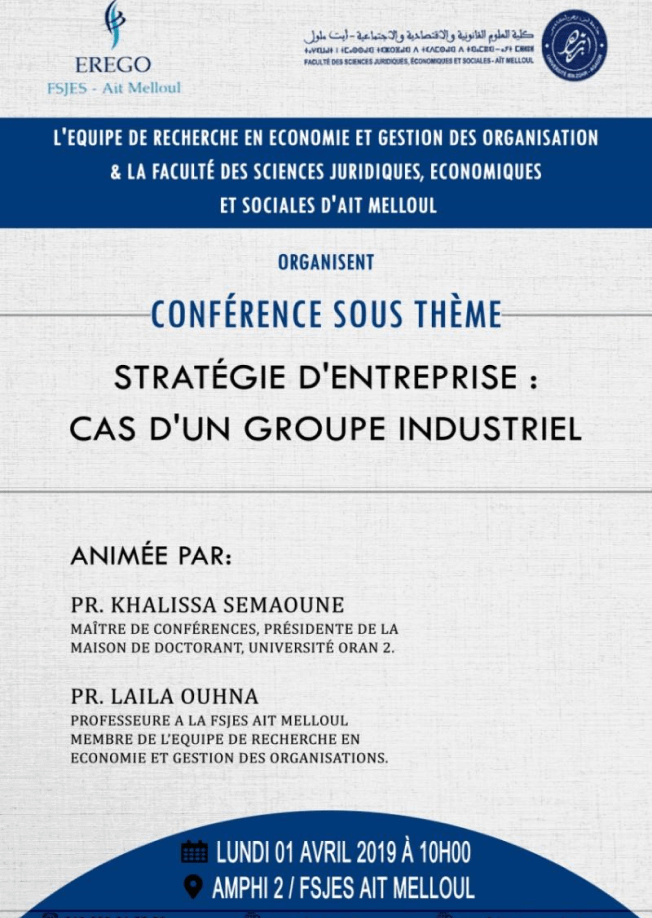 EREGO
FSJES - Ait Melloul
كلية العلوم القانونية والاقتصادية والاجتماعية - أيت ملول
FACULTÉ DES SCIENCES JURIDIQUES, ÉCONOMIQUES ET SOCIALES - AÏT MELLOUL
L'EQUIPE DE RECHERCHE EN ECONOMIE ET GESTION DES ORGANISATION
& LA FACULTÉ DES SCIENCES JURIDIQUES, ECONOMIQUES
ET SOCIALES D'AIT MELLOUL
ORGANISENT
CONFÉRENCE SOUS THÈME
STRATÉGIE D'ENTREPRISE :
CAS D'UN GROUPE INDUSTRIEL
ANIMÉE PAR:
PR. KHALISSA SEMAOUNE
MAÎTRE DE CONFÉRENCES, PRÉSIDENTE DE LA
MAISON DE DOCTORANT, UNIVERSITÉ ORAN 2.
PR. LAILA OUHNA
PROFESSEURE A LA FSJES AIT MELLOUL
MEMBRE DE L'EQUIPE DE RECHERCHE EN
ECONOMIE ET GESTION DES ORGANISATIONS.
LUNDI 01 AVRIL 2019 À 10H00
AMPHI 2 / FSJES AIT MELLOUL